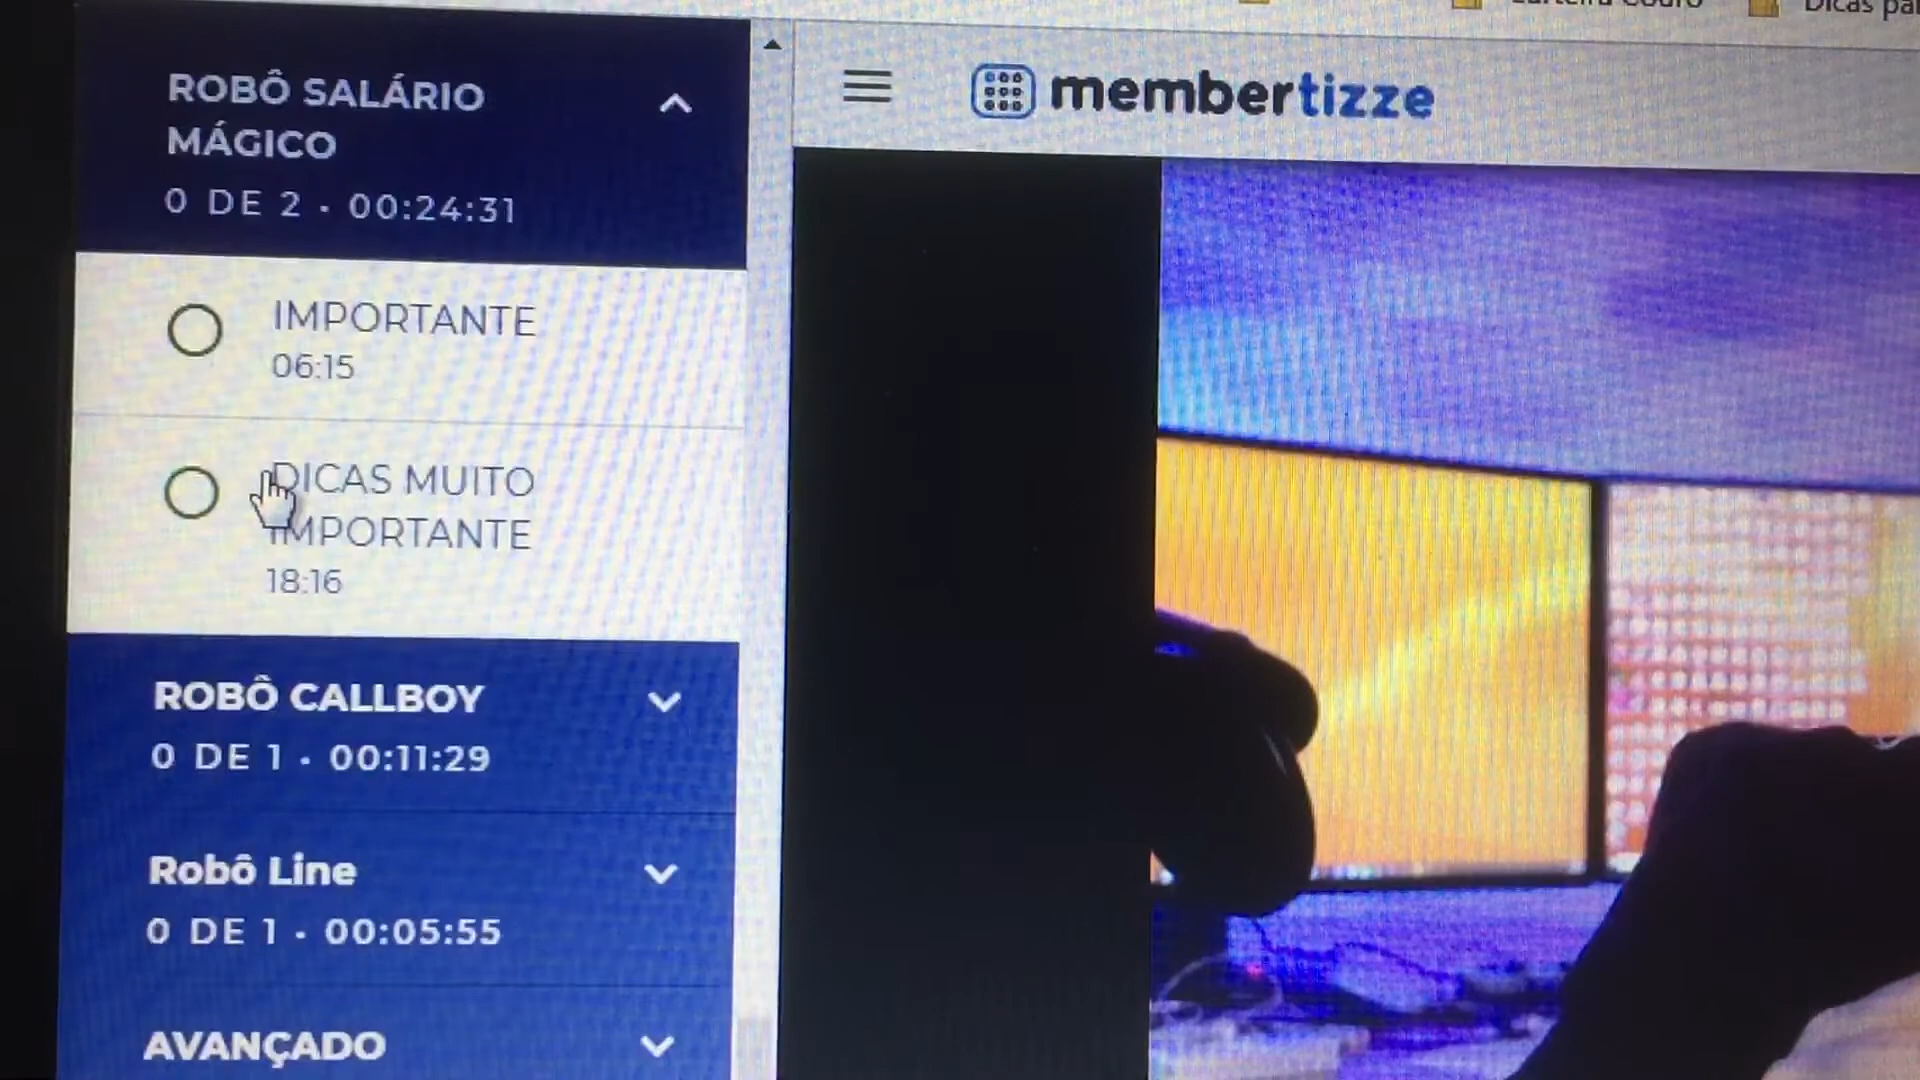 Dicas
membertizze
ROBÔ SALÁRIO
MÁGICO
0 DE 2 • 00:24:31
IMPORTANTE
06:15
DICAS MUITO
IMPORTANTE
18:16
ROBÔ CALLBOY
0 DE 1 • 00:11:29
Robô Line
0 DE 1 • 00:05:55
AVANÇADO